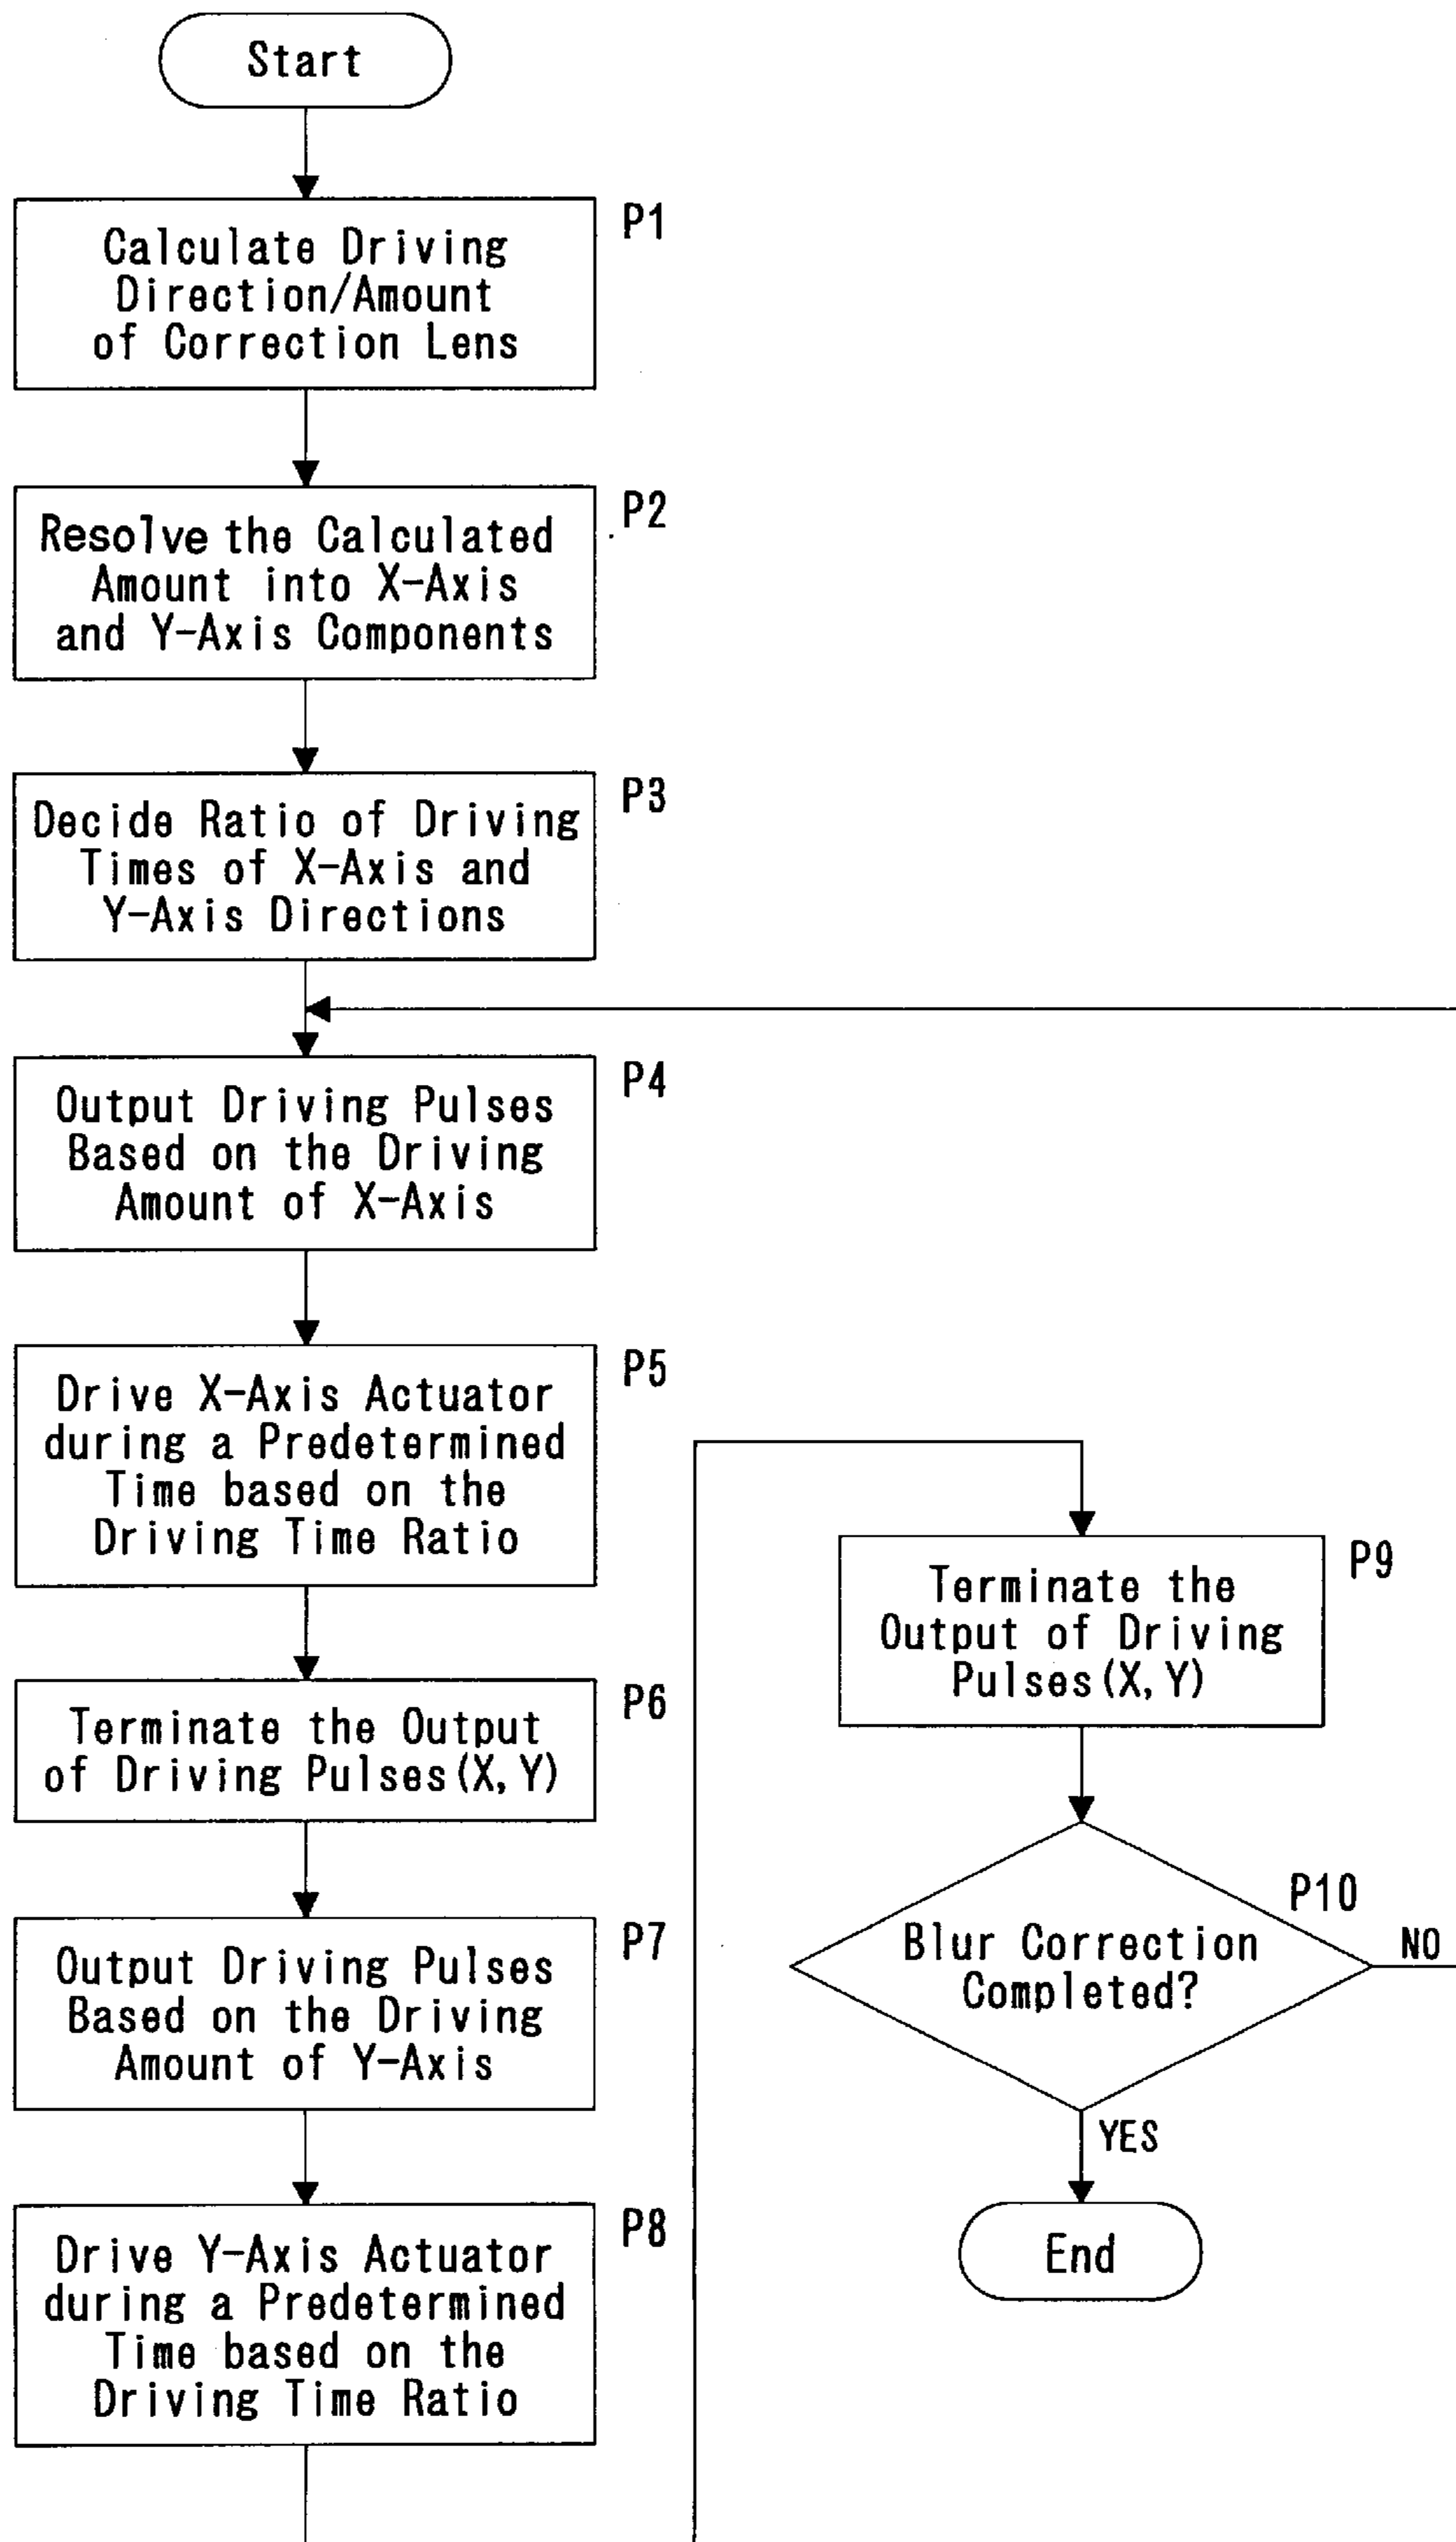 Start
P1
Calculate Driving
Direction/Amount
of Correction Lens
P2
Resolve the Calculated
Amount into X-Axis
and Y-Axis Components
P3
Decide Ratio of Driving
Times of X-Axis and
Y-Axis Directions
P4
Output Driving Pulses
Based on the Driving
Amount of X-Axis
P5
Drive X-Axis Actuator
during a Predetermined
Time based on the
Driving Time Ratio
P6
Terminate the Output
of Driving Pulses(X,Y)
P7
Output Driving Pulses
Based on the Driving
Amount of Y-Axis
P8
Drive Y-Axis Actuator
during a Predetermined
Time based on the
Driving Time Ratio
P9
Terminate the
Output of Driving
Pulses(X,Y)
P10
Blur Correction
Completed?
NO
YES
End